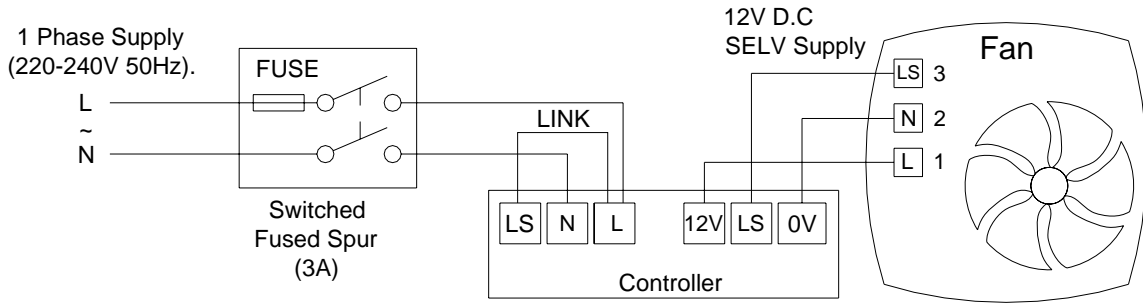 1 Phase Supply
(220-240V 50Hz).
L
~
N
FUSE
Switched
Fused Spur
(3A)
LINK
LS N L 12V LS 0V
Controller
12V D.C
SELV Supply
Fan
LS 3
N 2
L 1